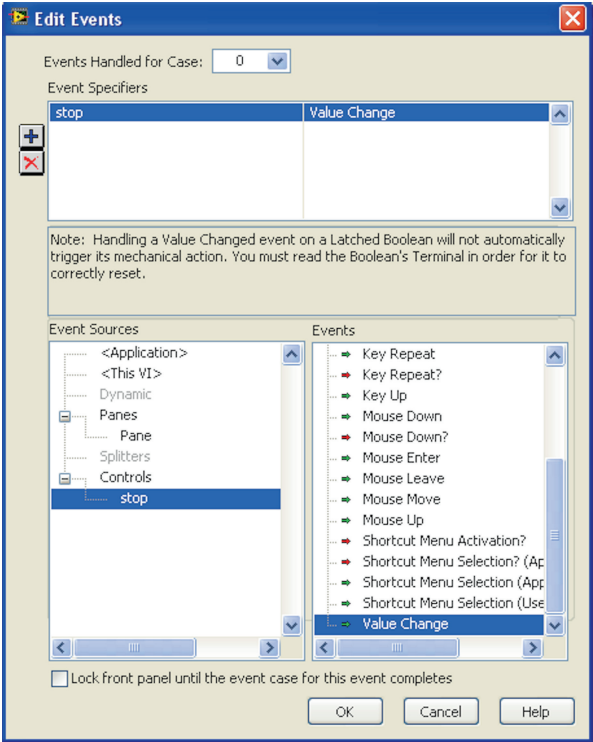 Edit Events
Events Handled for Case: 0
Event Specifiers
stop Value Change
Note: Handling a Value Changed event on a Latched Boolean will not automatically
trigger its mechanical action. You must read the Boolean's Terminal in order for it to
correctly reset.
Event Sources
<Application>
<This VI>
Dynamic
Panes
Pane
Splitters
Controls
stop
Events
Key Repeat
Key Repeat?
Key Up
Mouse Down
Mouse Down?
Mouse Enter
Mouse Leave
Mouse Move
Mouse Up
Shortcut Menu Activation?
Shortcut Menu Selection? (Ap
Shortcut Menu Selection (App
Shortcut Menu Selection (Use
Value Change
Lock front panel until the event case for this event completes
OK Cancel Help